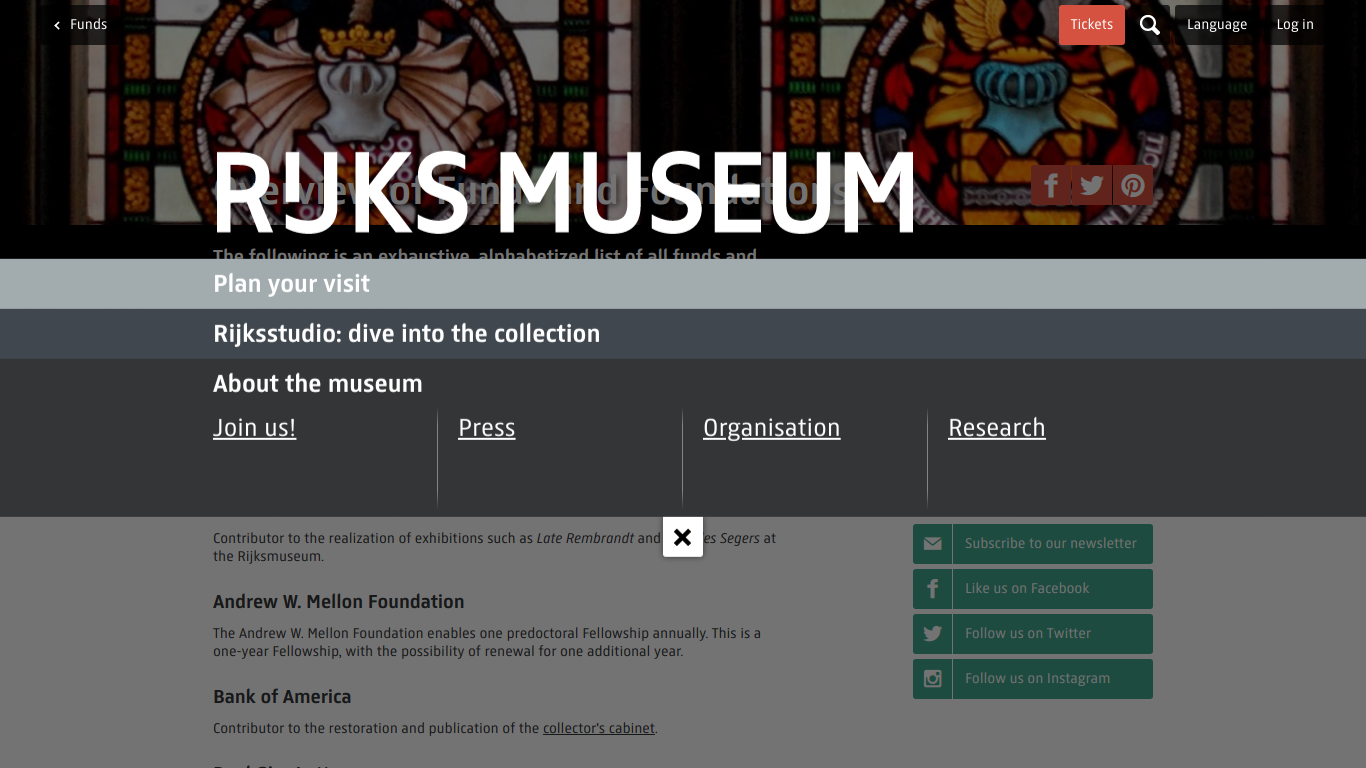 Funds
Tickets
Language
Log in
RIJKS MUSEUM
Overview of Funds and Foundations
The following is an exhaustive, alphabetized list of all funds and
Plan your visit
Rijksstudio: dive into the collection
About the museum
Join us!
Press
Organisation
Research
Contributor to the realization of exhibitions such as Late Rembrandt and es Segers at
the Rijksmuseum.
Subscribe to our newsletter
Like us on Facebook
Follow us on Twitter
Follow us on Instagram
Andrew W. Mellon Foundation
The Andrew W. Mellon Foundation enables one predoctoral Fellowship annually. This is a
one-year Fellowship, with the possibility of renewal for one additional year.
Bank of America
Contributor to the restoration and publication of the collector's cabinet.